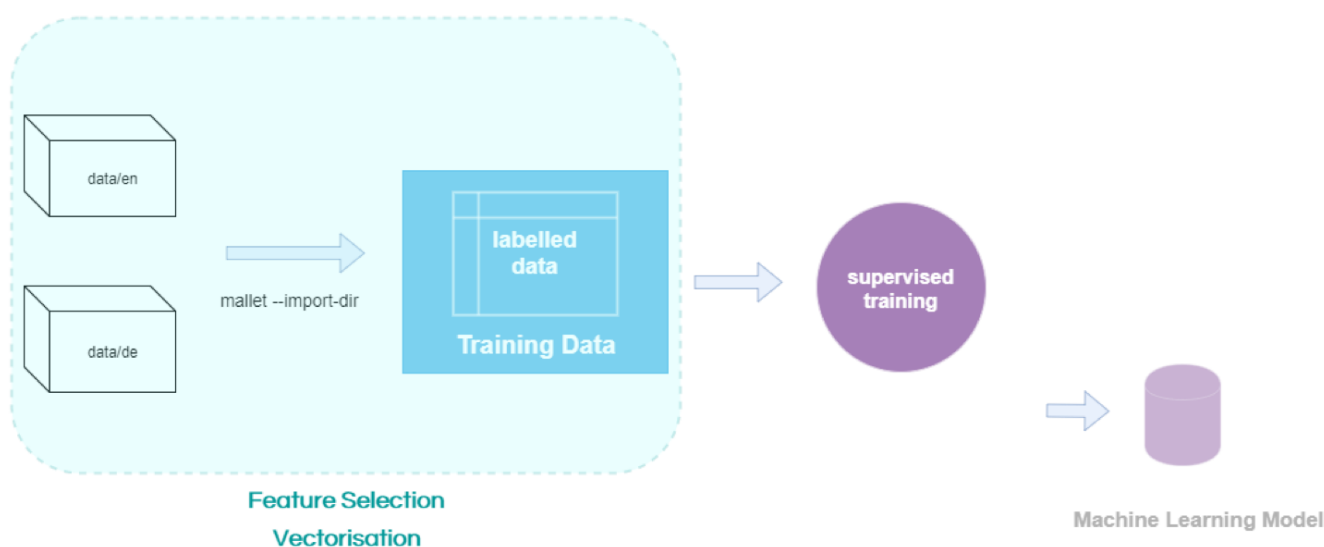 data/en
data/de
mallet --import-dir
labelled
data
Training Data
Feature Selection
Vectorisation
supervised
training
Machine Learning Model